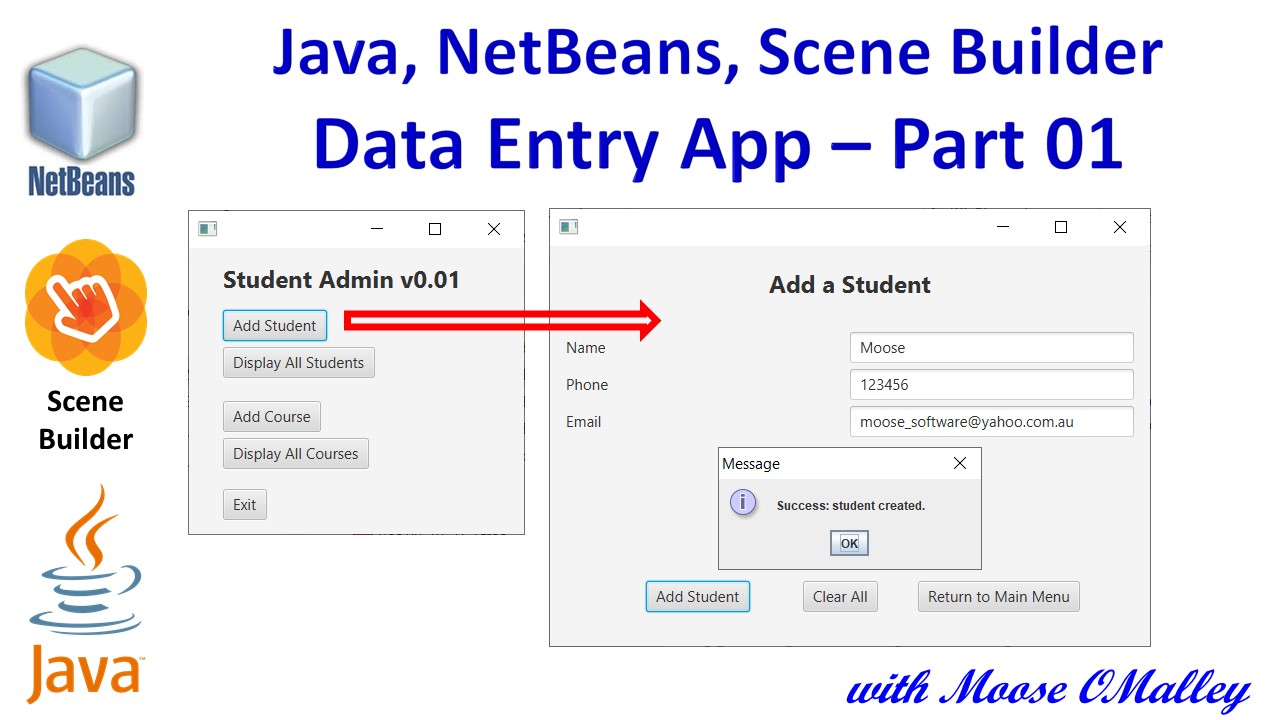 Java, NetBeans, Scene Builder
Data Entry App – Part 01
NetBeans
Scene
Builder
Java™
Student Admin v0.01
Add Student
Display All Students
Add Course
Display All Courses
Exit
Add a Student
Name Moose
Phone 123456
Email moose_software@yahoo.com.au
Message
i Success: student created.
OK
Add Student Clear All Return to Main Menu
with Moose OMalley